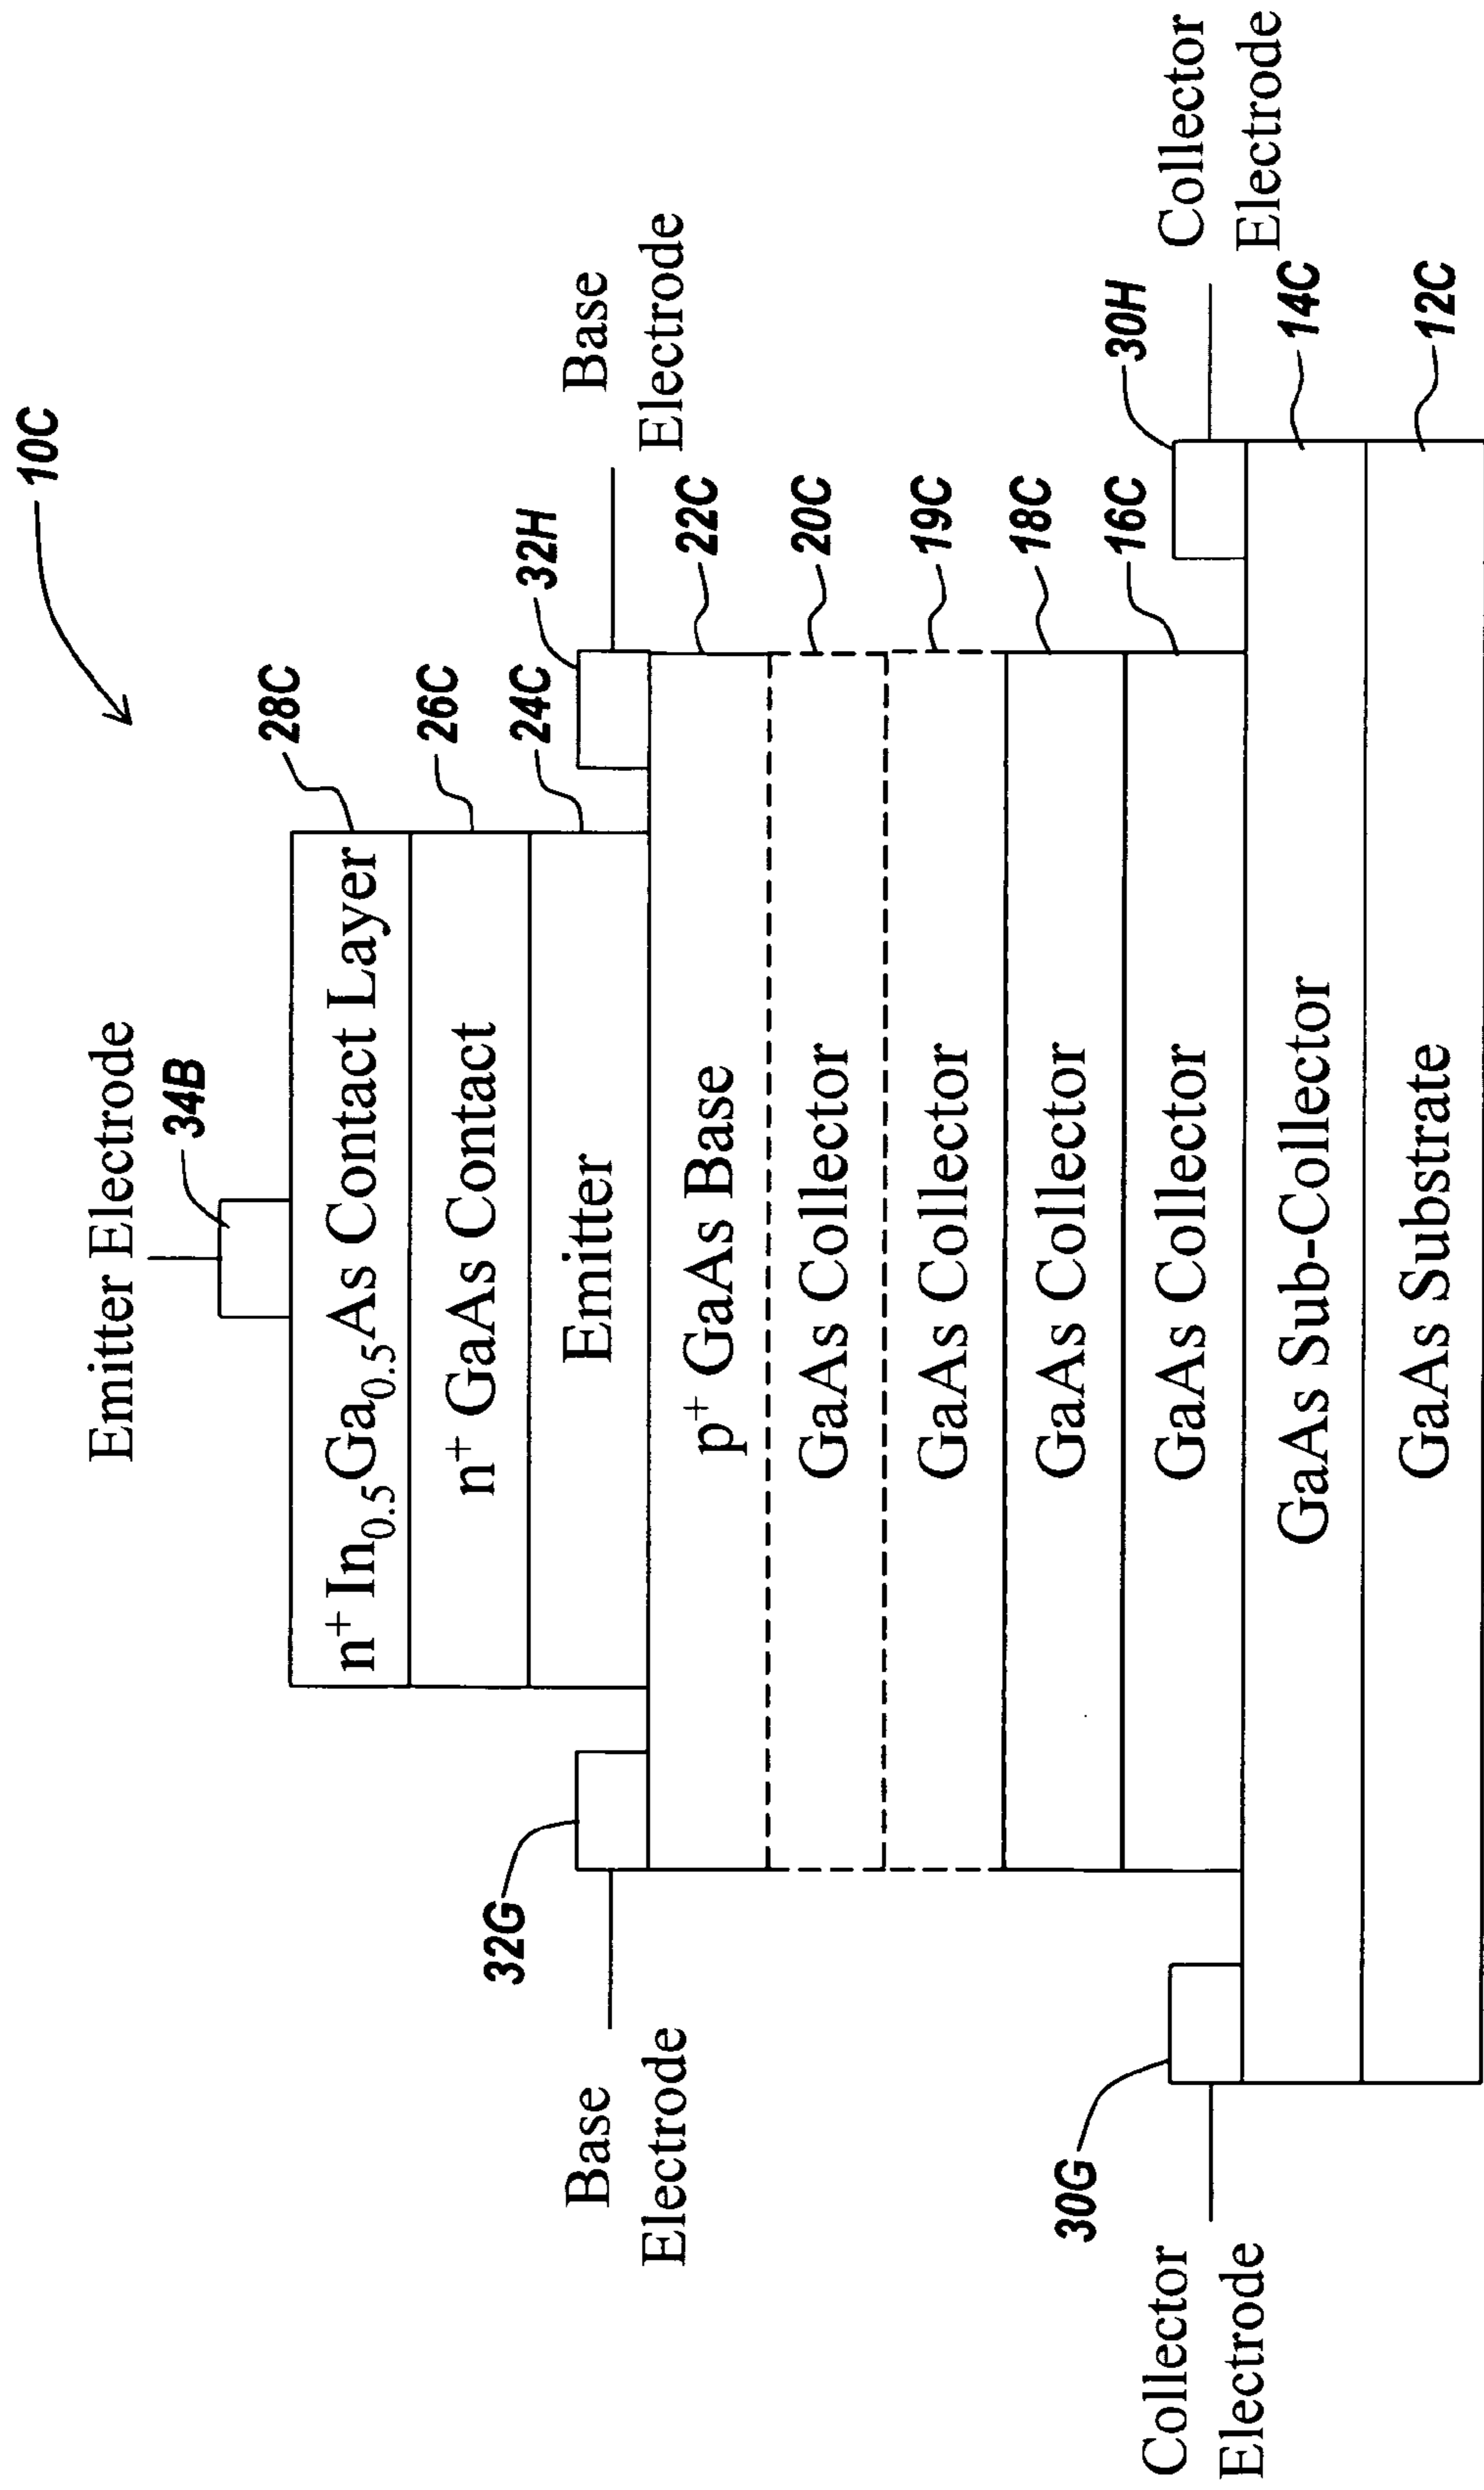 10C
Emitter Electrode
34B
28C
n+ In0.5Ga0.5As Contact Layer
26C
n+ GaAs Contact
24C
Emitter
32G
32H
Base
Electrode
Base
Electrode
22C
p+ GaAs Base
20C
GaAs Collector
19C
GaAs Collector
18C
GaAs Collector
16C
GaAs Collector
30G
30H
Collector
Electrode
Collector
Electrode
14C
GaAs Sub-Collector
12C
GaAs Substrate